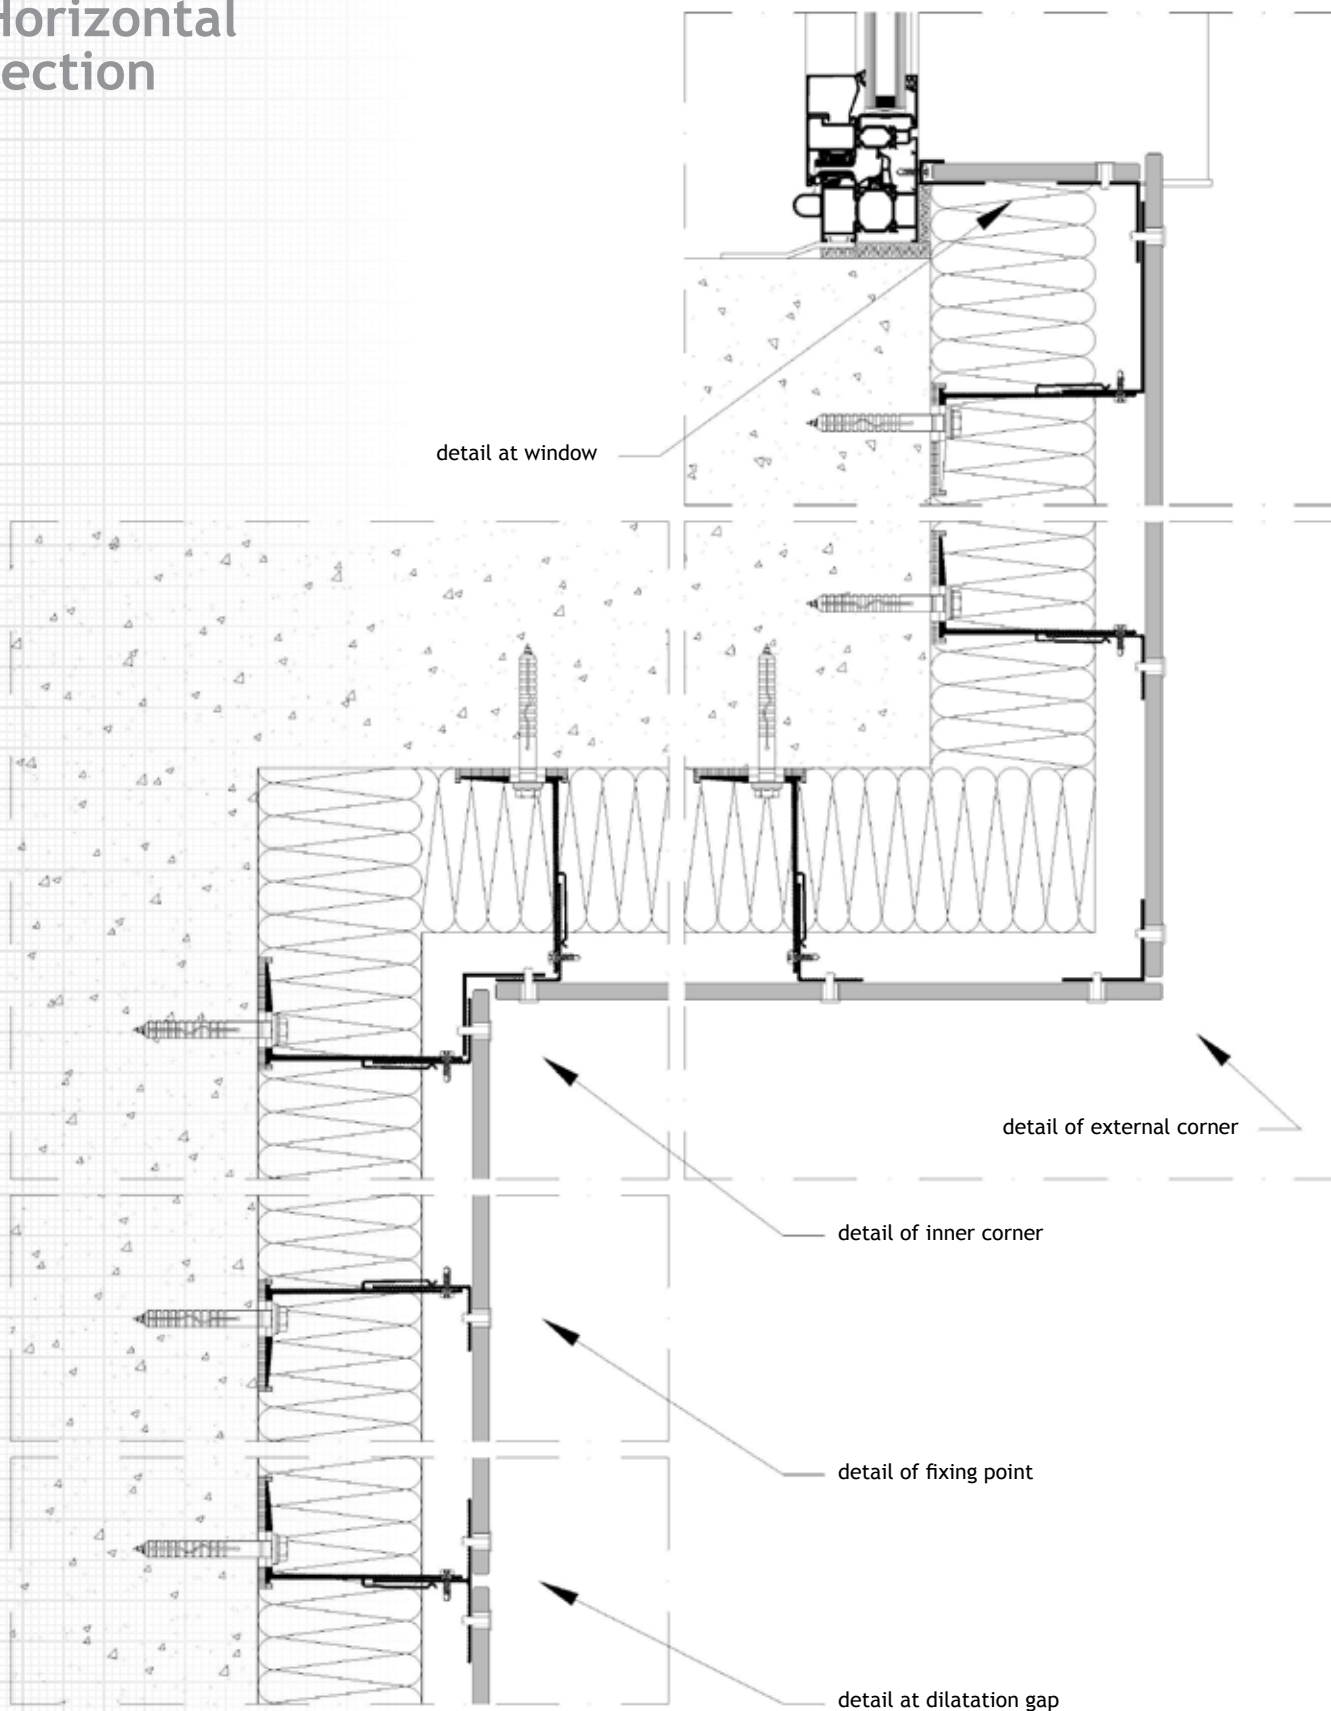 Horizontal
ection
detail at window
detail of external corner
detail of inner corner
detail of fixing point
detail at dilatation gap